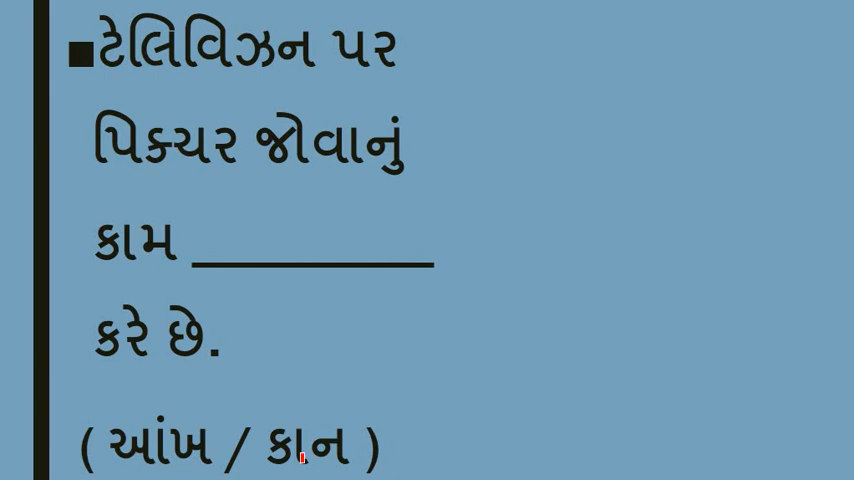 ■ટેલિવિઝન પર
પિક્ચર જોવાનું
કામ __________
કરે છે.
( આંખ / કાન )